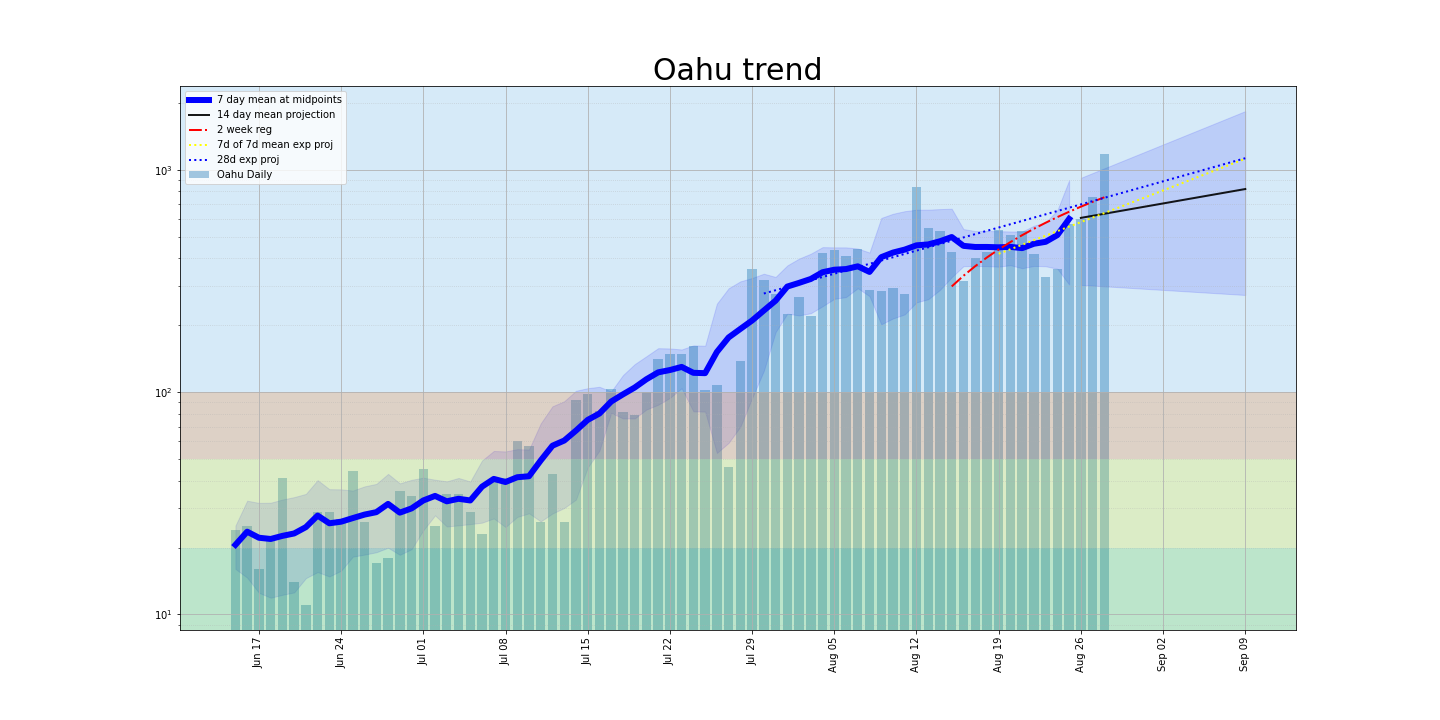 Oahu trend
7 day mean at midpoints
14 day mean projection
2 week reg
7d of 7d mean exp proj
28d exp proj
Oahu Daily
10³
10²
10¹
Jun 17
Jun 24
Jul 01
Jul 08
Jul 15
Jul 22
Jul 29
Aug 05
Aug 12
Aug 19
Aug 26
Sep 02
Sep 09